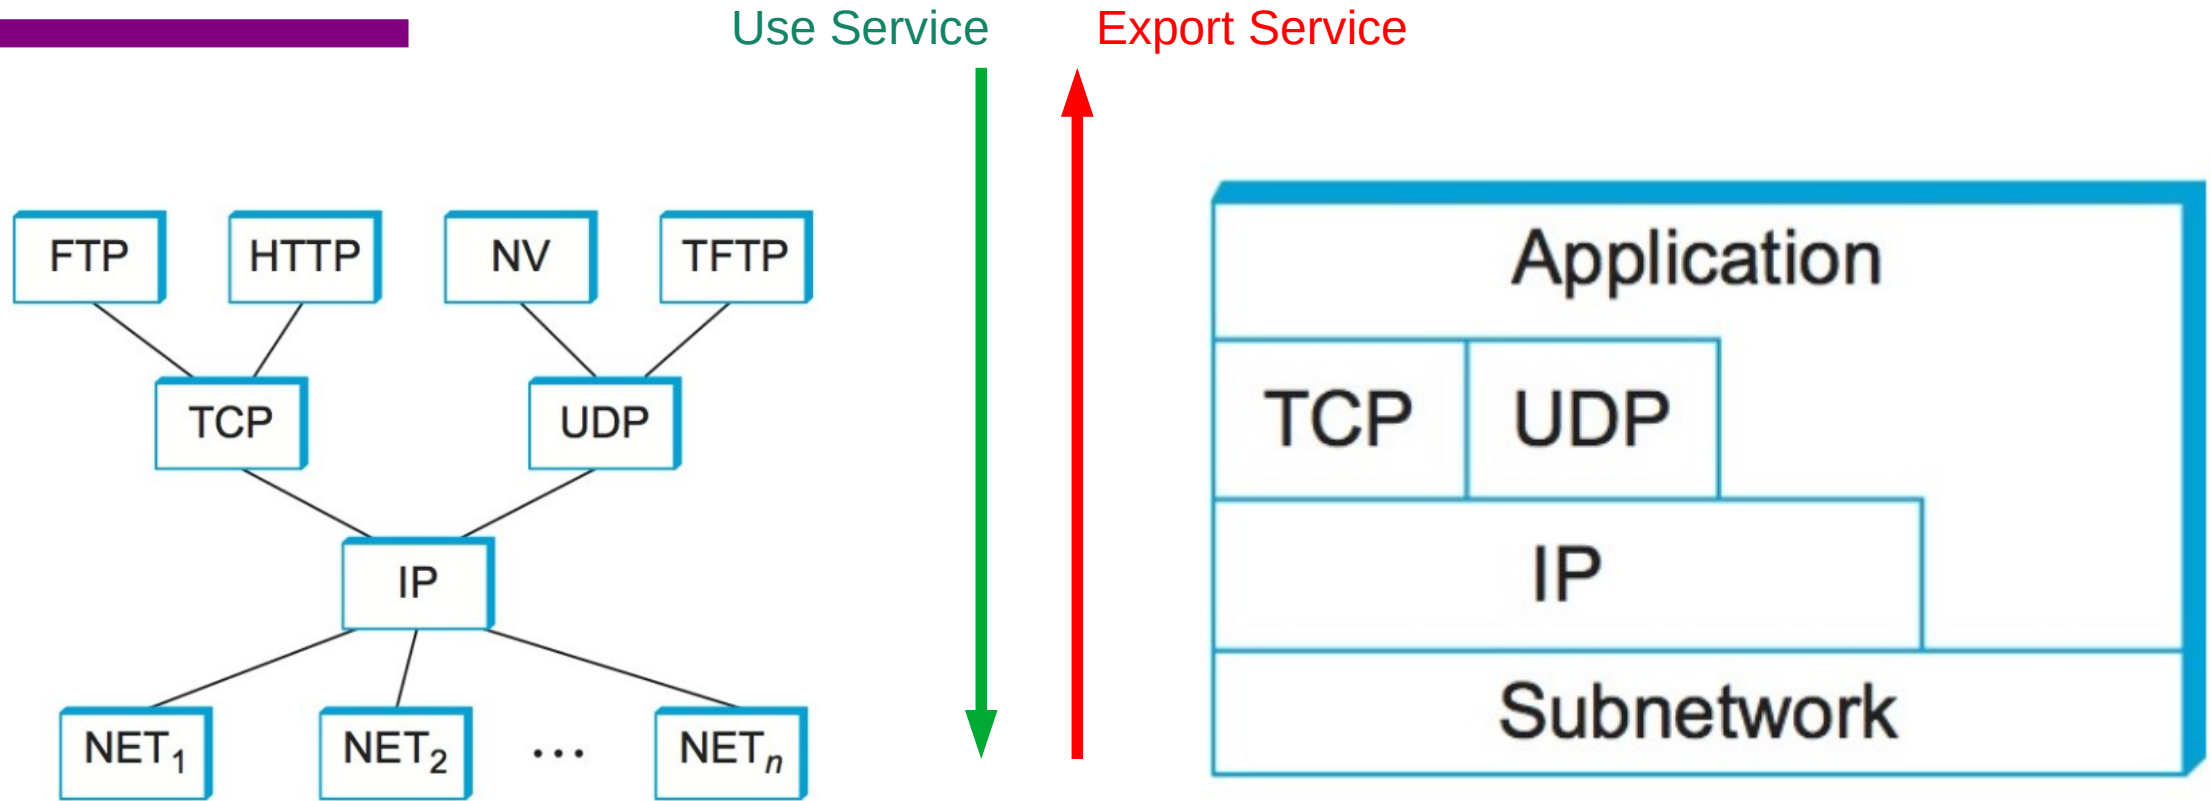 Use Service
Export Service
FTP
HTTP
NV
TFTP
TCP
UDP
IP
NET1
NET2
...
NETn
Application
TCP
UDP
IP
Subnetwork